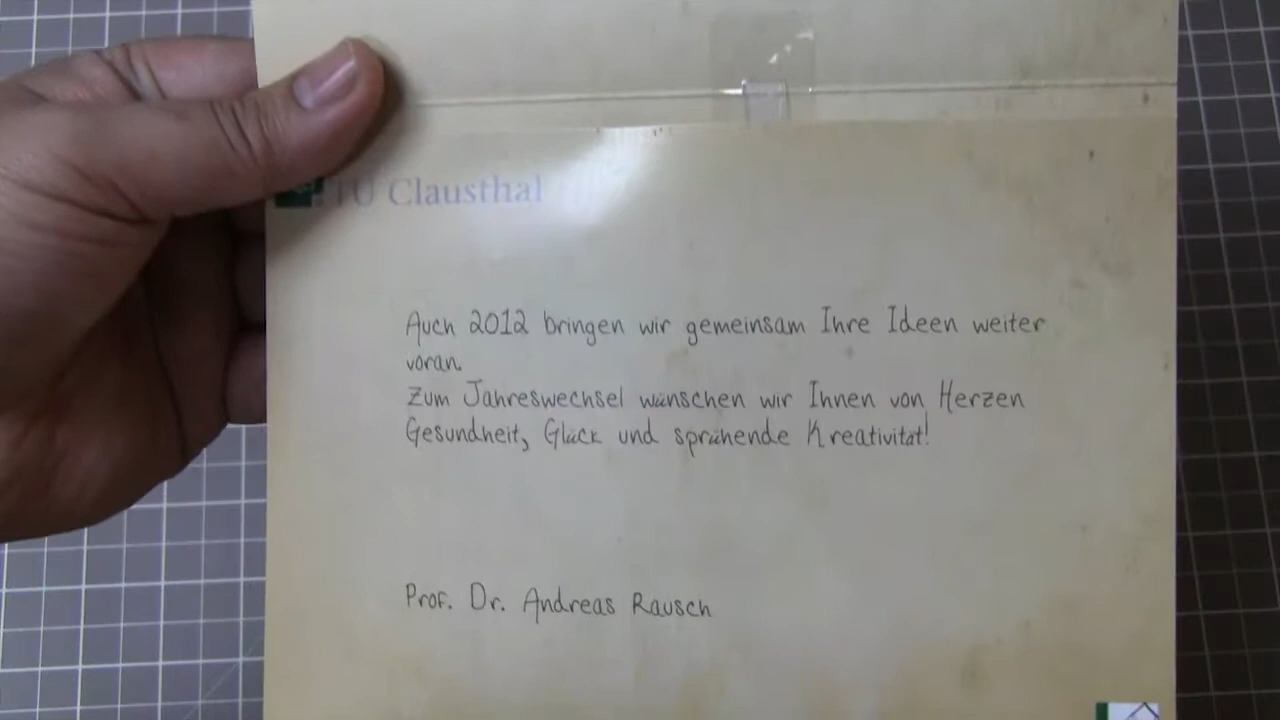 TU Clausthal
Auch 2012 bringen wir gemeinsam Ihre Ideen weiter
voran.
Zum Jahreswechsel wünschen wir Ihnen von Herzen
Gesundheit, Glück und sprühende Kreativität!
Prof. Dr. Andreas Rausch